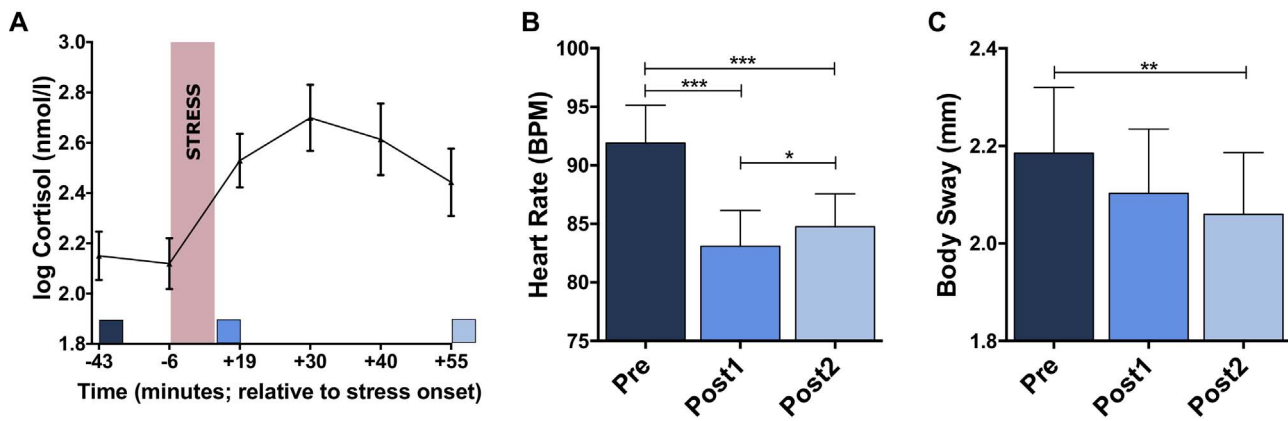 A
log Cortisol (nmol/l)
3.0
2.8
2.6
2.4
2.2
2.0
1.8
STRESS
-43 -6 +19 +30 +40 +55
Time (minutes; relative to stress onset)
B
Heart Rate (BPM)
100
95
90
85
80
75
***
***
*
Pre Post1 Post2
C
Body Sway (mm)
2.4
2.2
2.0
1.8
**
Pre Post1 Post2